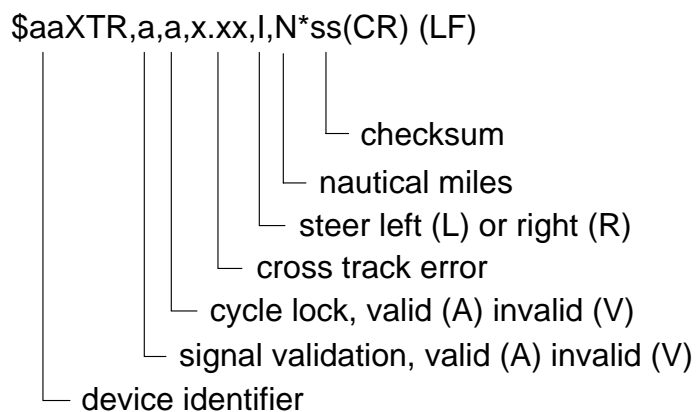 $aaXTR,a,a,x.xx,l,N*ss(CR) (LF)
checksum
nautical miles
steer left (L) or right (R)
cross track error
cycle lock, valid (A) invalid (V)
signal validation, valid (A) invalid (V)
device identifier